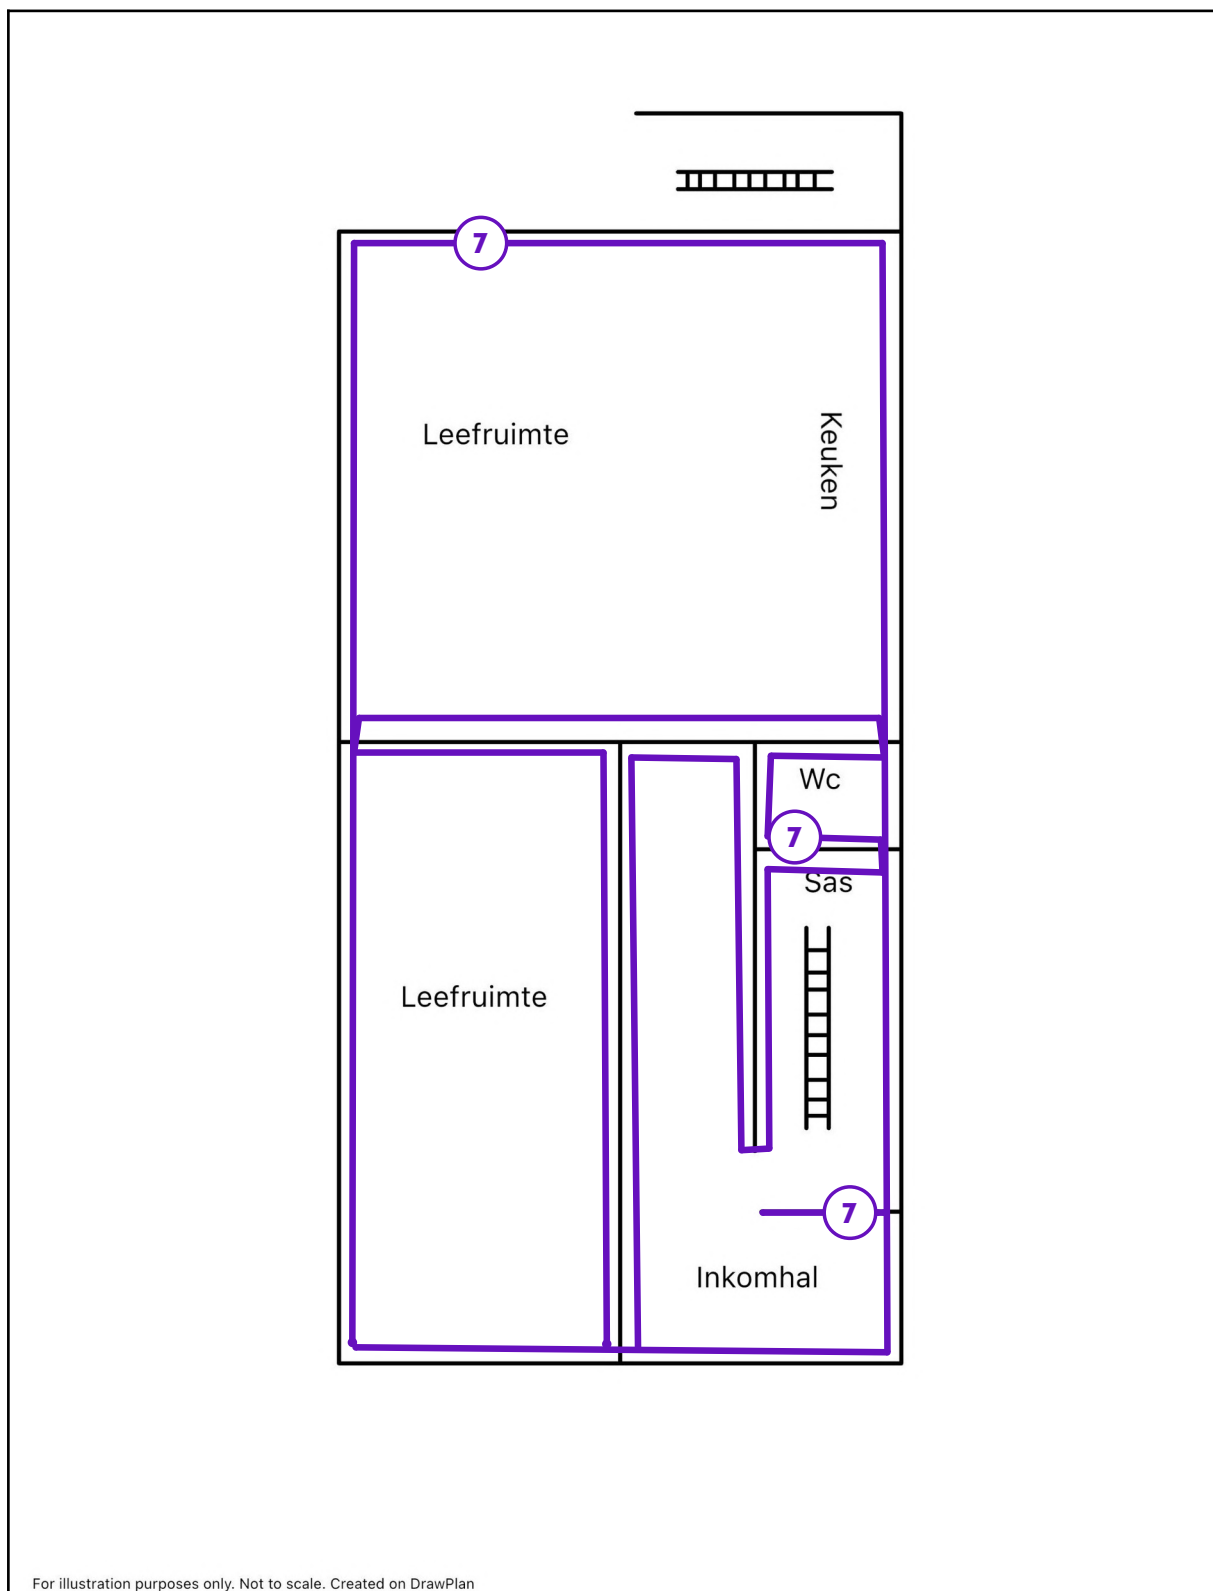 7
Leefruimte
Keuken
Wc
7
Sas
Leefruimte
7
Inkomhal
For illustration purposes only. Not to scale. Created on DrawPlan